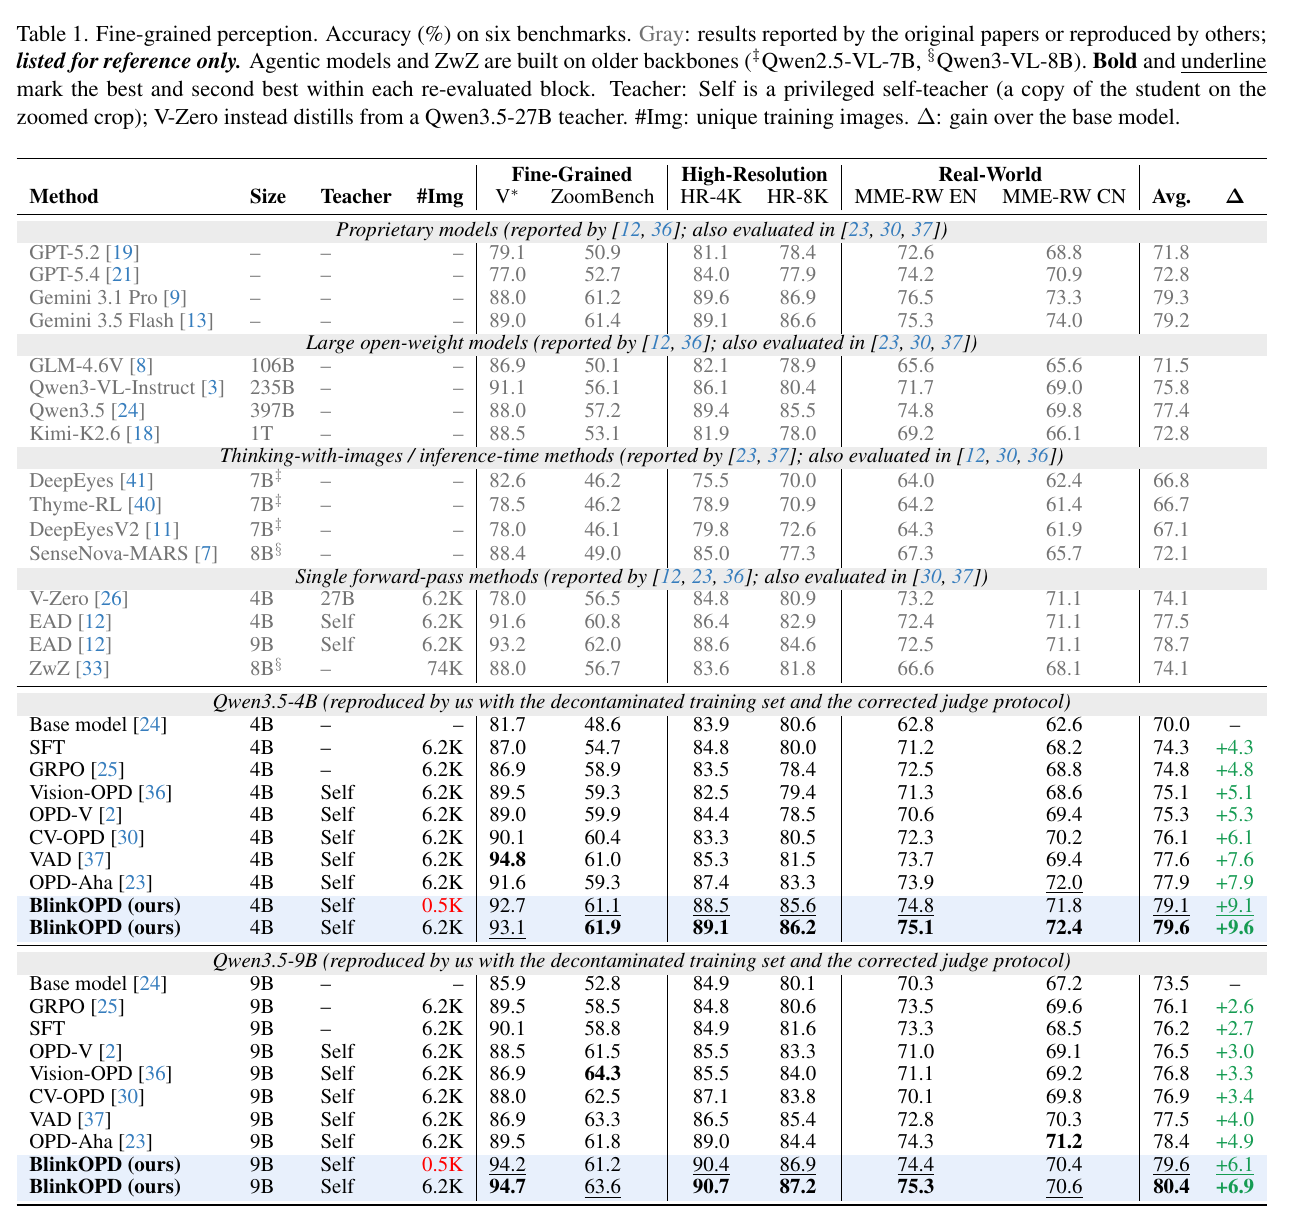 Table 1. Fine-grained perception. Accuracy (%) on six benchmarks. Gray: results reported by the original papers or reproduced by others;
listed for reference only. Agentic models and ZwZ are built on older backbones (‡Qwen2.5-VL-7B, §Qwen3-VL-8B). Bold and underline
mark the best and second best within each re-evaluated block. Teacher: Self is a privileged self-teacher (a copy of the student on the
zoomed crop); V-Zero instead distills from a Qwen3.5-27B teacher. #Img: unique training images. Δ: gain over the base model.
Fine-Grained High-Resolution Real-World
Method Size Teacher #Img V* ZoomBench HR-4K HR-8K MME-RW EN MME-RW CN Avg. Δ
Proprietary models (reported by [12, 36]; also evaluated in [23, 30, 37])
GPT-5.2 [19] – – – 79.1 50.9 81.1 78.4 72.6 68.8 71.8
GPT-5.4 [21] – – – 77.0 52.7 84.0 77.9 74.2 70.9 72.8
Gemini 3.1 Pro [9] – – – 88.0 61.2 89.6 86.9 76.5 73.3 79.3
Gemini 3.5 Flash [13] – – – 89.0 61.4 89.1 86.6 75.3 74.0 79.2
Large open-weight models (reported by [12, 36]; also evaluated in [23, 30, 37])
GLM-4.6V [8] 106B – – 86.9 50.1 82.1 78.9 65.6 65.6 71.5
Qwen3-VL-Instruct [3] 235B – – 91.1 56.1 86.1 80.4 71.7 69.0 75.8
Qwen3.5 [24] 397B – – 88.0 57.2 89.4 85.5 74.8 69.8 77.4
Kimi-K2.6 [18] 1T – – 88.5 53.1 81.9 78.0 69.2 66.1 72.8
Thinking-with-images / inference-time methods (reported by [23, 37]; also evaluated in [12, 30, 36])
DeepEyes [41] 7B‡ – – 82.6 46.2 75.5 70.0 64.0 62.4 66.8
Thyme-RL [40] 7B‡ – – 78.5 46.2 78.9 70.9 64.2 61.4 66.7
DeepEyesV2 [11] 7B‡ – – 78.0 46.1 79.8 72.6 64.3 61.9 67.1
SenseNova-MARS [7] 8B§ – – 88.4 49.0 85.0 77.3 67.3 65.7 72.1
Single forward-pass methods (reported by [12, 23, 36]; also evaluated in [30, 37])
V-Zero [26] 4B 27B 6.2K 78.0 56.5 84.8 80.9 73.2 71.1 74.1
EAD [12] 4B Self 6.2K 91.6 60.8 86.4 82.9 72.4 71.1 77.5
EAD [12] 9B Self 6.2K 93.2 62.0 88.6 84.6 72.5 71.1 78.7
ZwZ [33] 8B§ – 74K 88.0 56.7 83.6 81.8 66.6 68.1 74.1
Qwen3.5-4B (reproduced by us with the decontaminated training set and the corrected judge protocol)
Base model [24] 4B – – 81.7 48.6 83.9 80.6 62.8 62.6 70.0 –
SFT 4B – 6.2K 87.0 54.7 84.8 80.0 71.2 68.2 74.3 +4.3
GRPO [25] 4B – 6.2K 86.9 58.9 83.5 78.4 72.5 68.8 74.8 +4.8
Vision-OPD [36] 4B Self 6.2K 89.5 59.3 82.5 79.4 71.3 68.6 75.1 +5.1
OPD-V [2] 4B Self 6.2K 89.0 59.9 84.4 78.5 70.6 69.4 75.3 +5.3
CV-OPD [30] 4B Self 6.2K 90.1 60.4 83.3 80.5 72.3 70.2 76.1 +6.1
VAD [37] 4B Self 6.2K 94.8 61.0 85.3 81.5 73.7 69.4 77.6 +7.6
OPD-Aha [23] 4B Self 6.2K 91.6 59.3 87.4 83.3 73.9 72.0 77.9 +7.9
BlinkOPD (ours) 4B Self 0.5K 92.7 61.1 88.5 85.6 74.8 71.8 79.1 +9.1
BlinkOPD (ours) 4B Self 6.2K 93.1 61.9 89.1 86.2 75.1 72.4 79.6 +9.6
Qwen3.5-9B (reproduced by us with the decontaminated training set and the corrected judge protocol)
Base model [24] 9B – – 85.9 52.8 84.9 80.1 70.3 67.2 73.5 –
GRPO [25] 9B – 6.2K 89.5 58.5 84.8 80.6 73.5 69.6 76.1 +2.6
SFT 9B – 6.2K 90.1 58.8 84.9 81.6 73.3 68.5 76.2 +2.7
OPD-V [2] 9B Self 6.2K 88.5 61.5 85.5 83.3 71.0 69.1 76.5 +3.0
Vision-OPD [36] 9B Self 6.2K 86.9 64.3 85.5 84.0 71.1 69.2 76.8 +3.3
CV-OPD [30] 9B Self 6.2K 88.0 62.5 87.1 83.8 70.1 69.8 76.9 +3.4
VAD [37] 9B Self 6.2K 86.9 63.3 86.5 85.4 72.8 70.3 77.5 +4.0
OPD-Aha [23] 9B Self 6.2K 89.5 61.8 89.0 84.4 74.3 71.2 78.4 +4.9
BlinkOPD (ours) 9B Self 0.5K 94.2 61.2 90.4 86.9 74.4 70.4 79.6 +6.1
BlinkOPD (ours) 9B Self 6.2K 94.7 63.6 90.7 87.2 75.3 70.6 80.4 +6.9